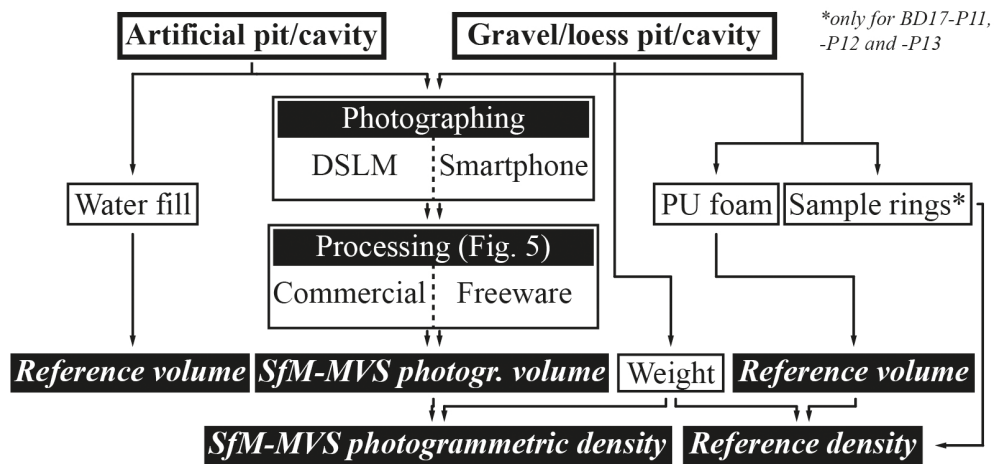 Artificial pit/cavity
Gravel/loess pit/cavity
*only for BD17-P11,
-P12 and -P13
Photographing
DSLM
Smartphone
Water fill
PU foam
Sample rings*
Processing (Fig. 5)
Commercial
Freeware
Reference volume
SfM-MVS photogr. volume
Weight
Reference volume
SfM-MVS photogrammetric density
Reference density